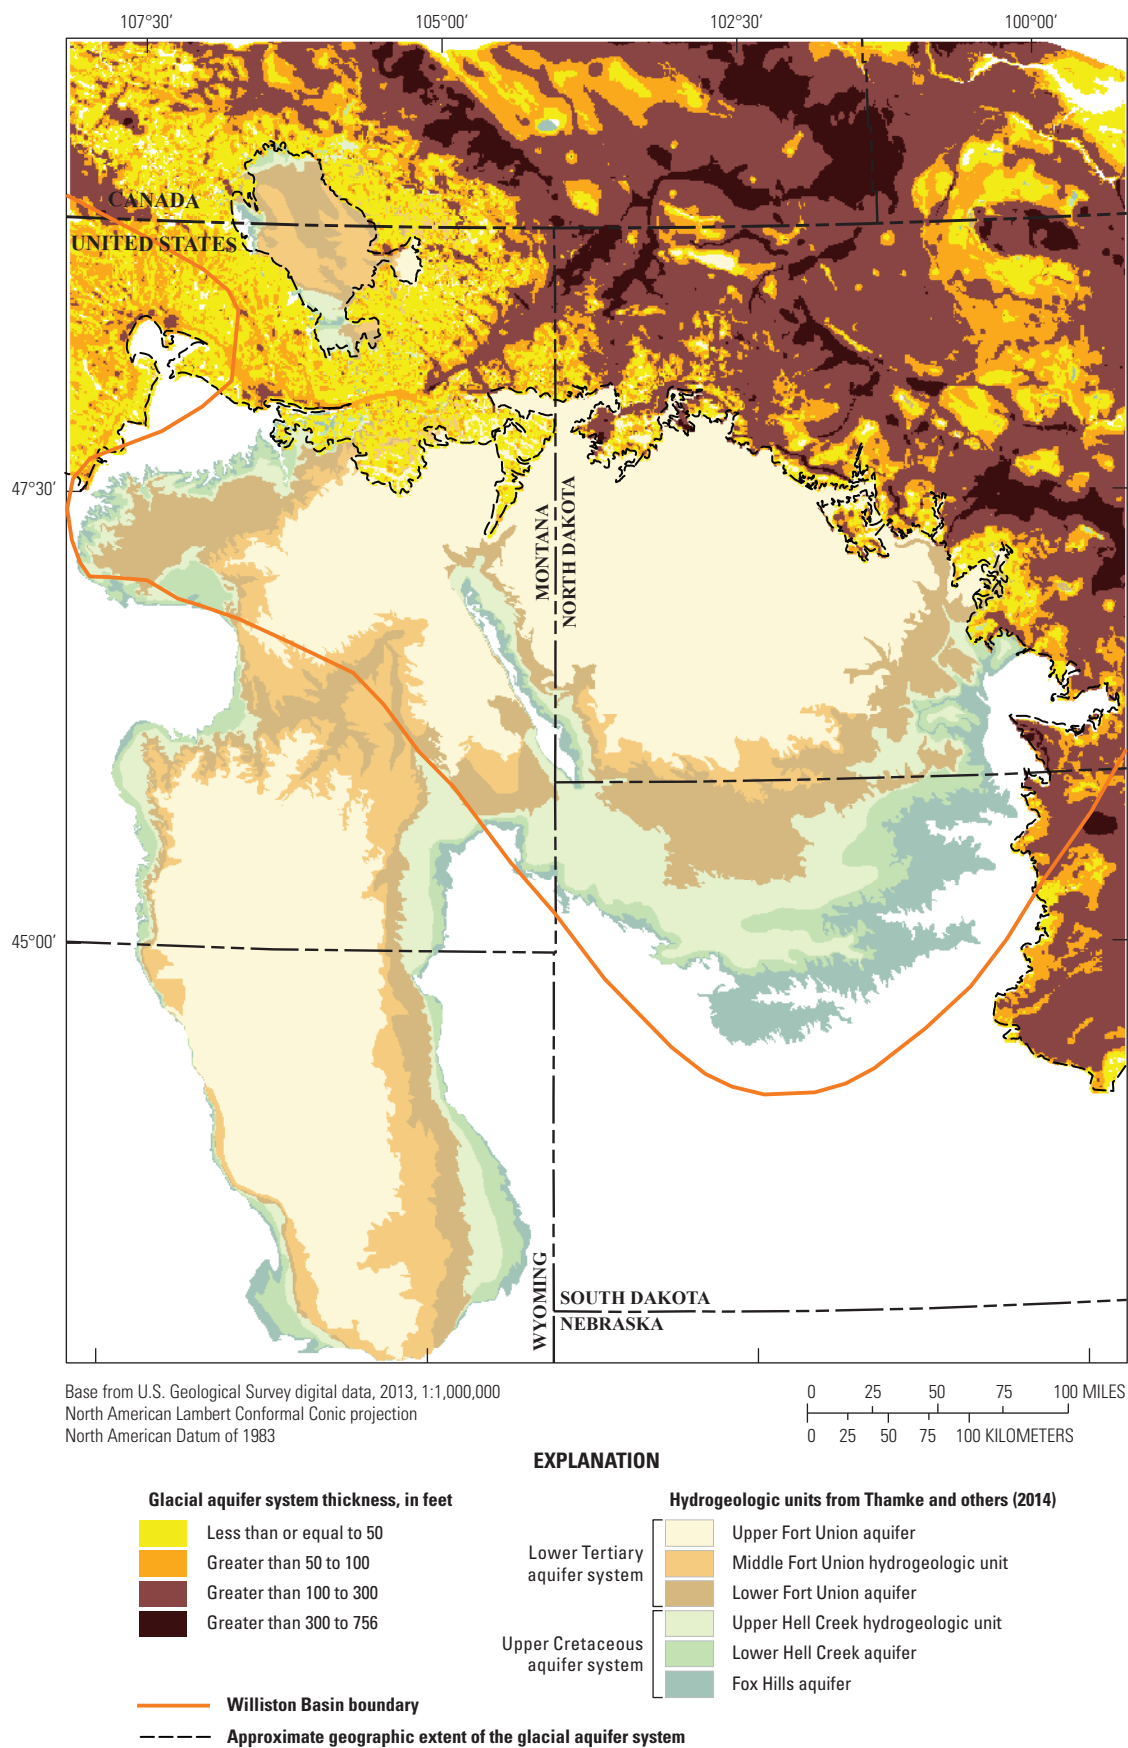 107°30' 105°00' 102°30' 100°00'
CANADA
UNITED STATES
47°30'
MONTANA
NORTH DAKOTA
45°00'
WYOMING
SOUTH DAKOTA
NEBRASKA
Base from U.S. Geological Survey digital data, 2013, 1:1,000,000
North American Lambert Conformal Conic projection
North American Datum of 1983
0 25 50 75 100 MILES
0 25 50 75 100 KILOMETERS
EXPLANATION
Glacial aquifer system thickness, in feet
Less than or equal to 50
Greater than 50 to 100
Greater than 100 to 300
Greater than 300 to 756
Hydrogeologic units from Thamke and others (2014)
Lower Tertiary
aquifer system
Upper Fort Union aquifer
Middle Fort Union hydrogeologic unit
Lower Fort Union aquifer
Upper Cretaceous
aquifer system
Upper Hell Creek hydrogeologic unit
Lower Hell Creek aquifer
Fox Hills aquifer
Williston Basin boundary
Approximate geographic extent of the glacial aquifer system